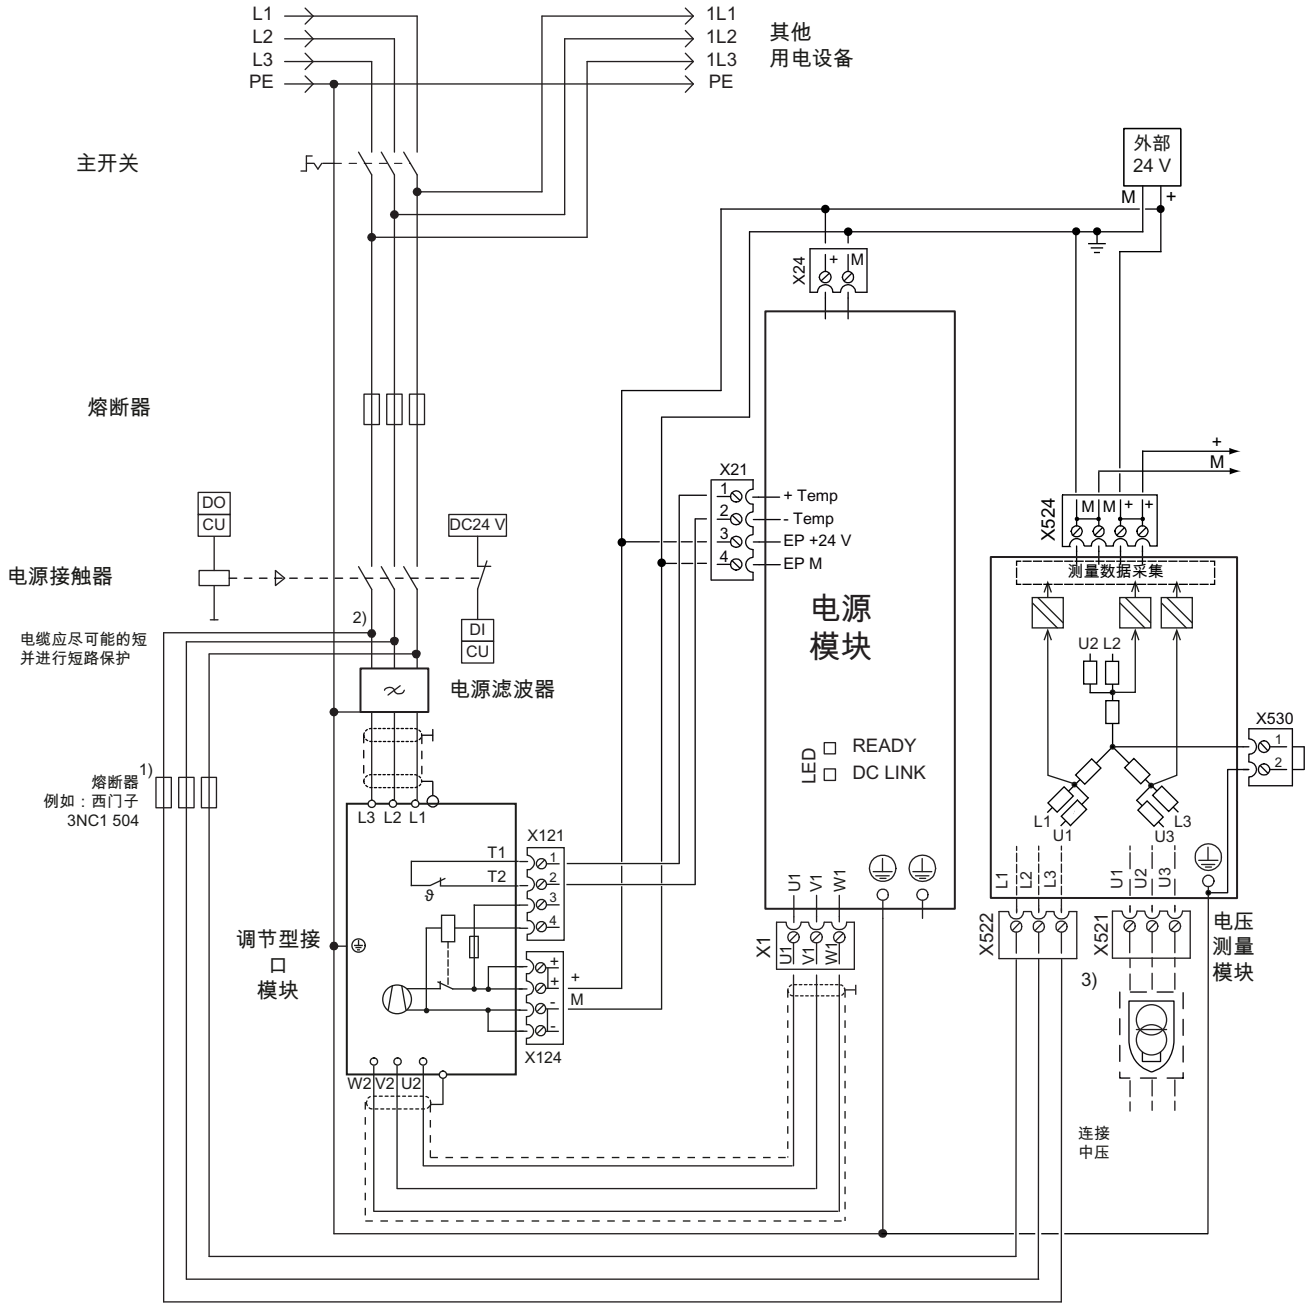 L1
1L1
L2
1L2
L3
1L3
PE
PE
其他
用电设备
主开关
外部
24 V
M
+
X24
+
M
熔断器
X21
1
2
3
4
+ Temp
- Temp
EP +24 V
EP M
+
M
X524
M
M
+
+
DO
CU
DC24 V
电源接触器
2)
DI
CU
电缆应尽可能的短
并进行短路保护
电源滤波器
电源
模块
测量数据采集
U2
L2
X530
1
2
LED
READY
DC LINK
1)
熔断器
例如：西门子
3NC1 504
L3
L2
L1
L1
U1
L3
U3
X121
T1
T2
1
2
3
4
ϑ
U1
V1
W1
L1
L2
L3
U1
U2
U3
调节型接
口
模块
X1
U1
V1
W1
X522
X521
电压
测量
模块
+
+
-
-
+
M
X124
3)
W2
V2
U2
连接
中压